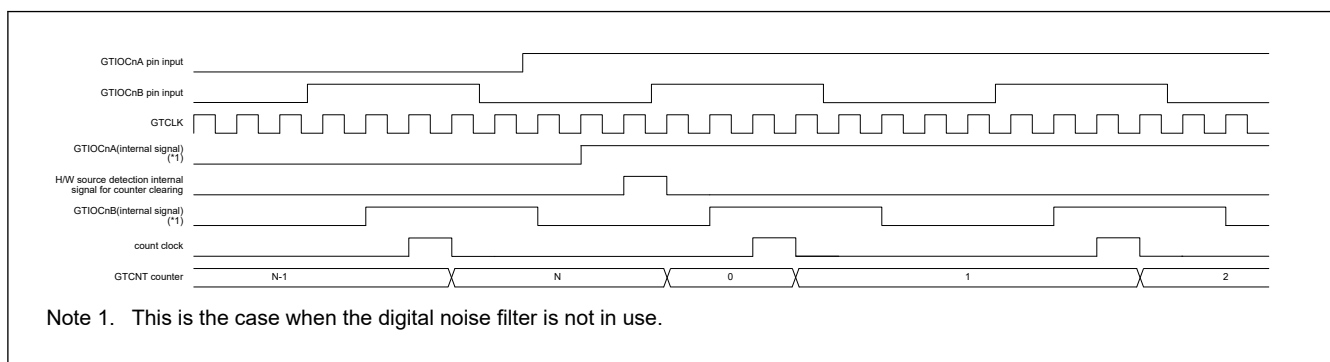 GTIOCnA pin input
GTIOCnB pin input
GTCLK
GTIOCnA(internal signal)
(*1)
H/W source detection internal
signal for counter clearing
GTIOCnB(internal signal)
(*1)
count clock
GTCNT counter N-1 N 0 1 2
Note 1. This is the case when the digital noise filter is not in use.